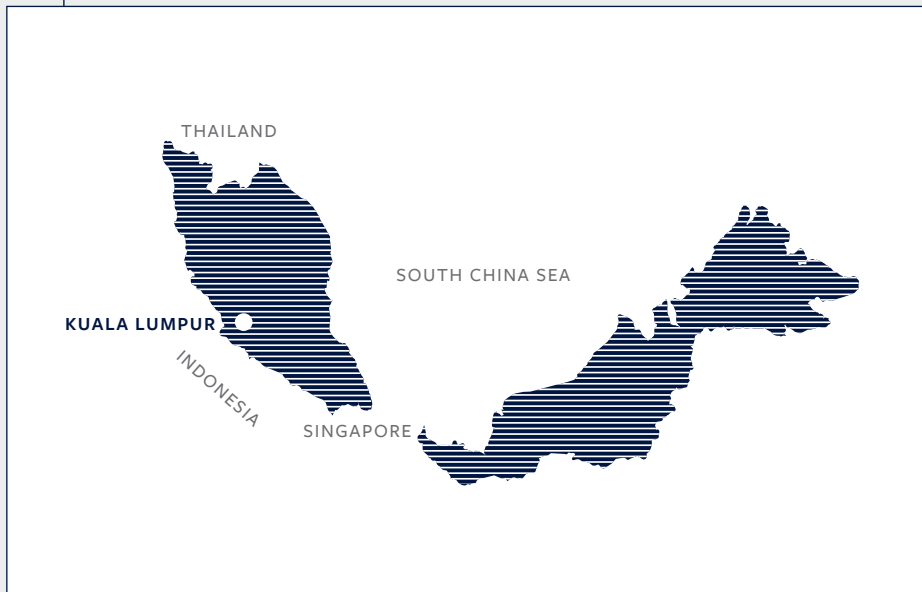 THAILAND
SOUTH CHINA SEA
KUALA LUMPUR
INDONESIA
SINGAPORE